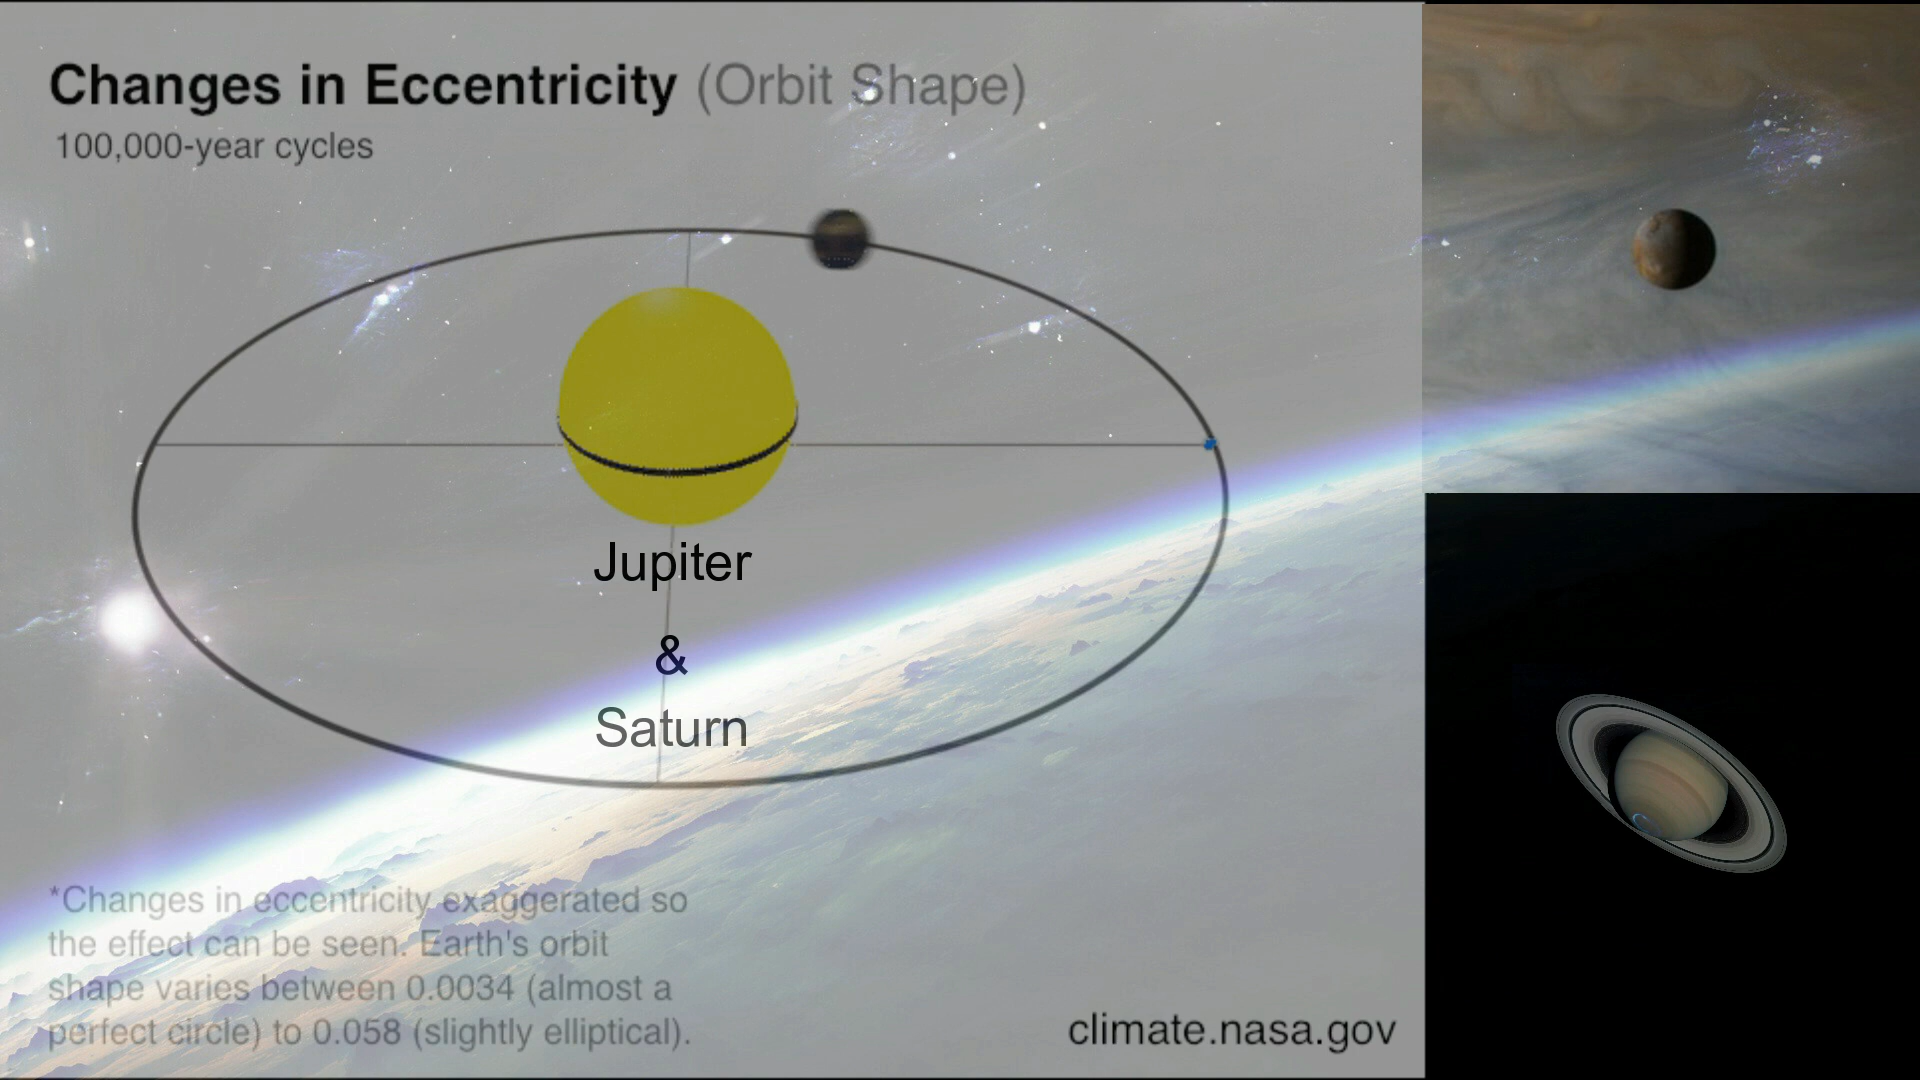 Changes in Eccentricity (Orbit Shape)
100,000-year cycles
Jupiter
&
Saturn
*Changes in eccentricity exaggerated so
the effect can be seen. Earth's orbit
shape varies between 0.0034 (almost a
perfect circle) to 0.058 (slightly elliptical).
climate.nasa.gov